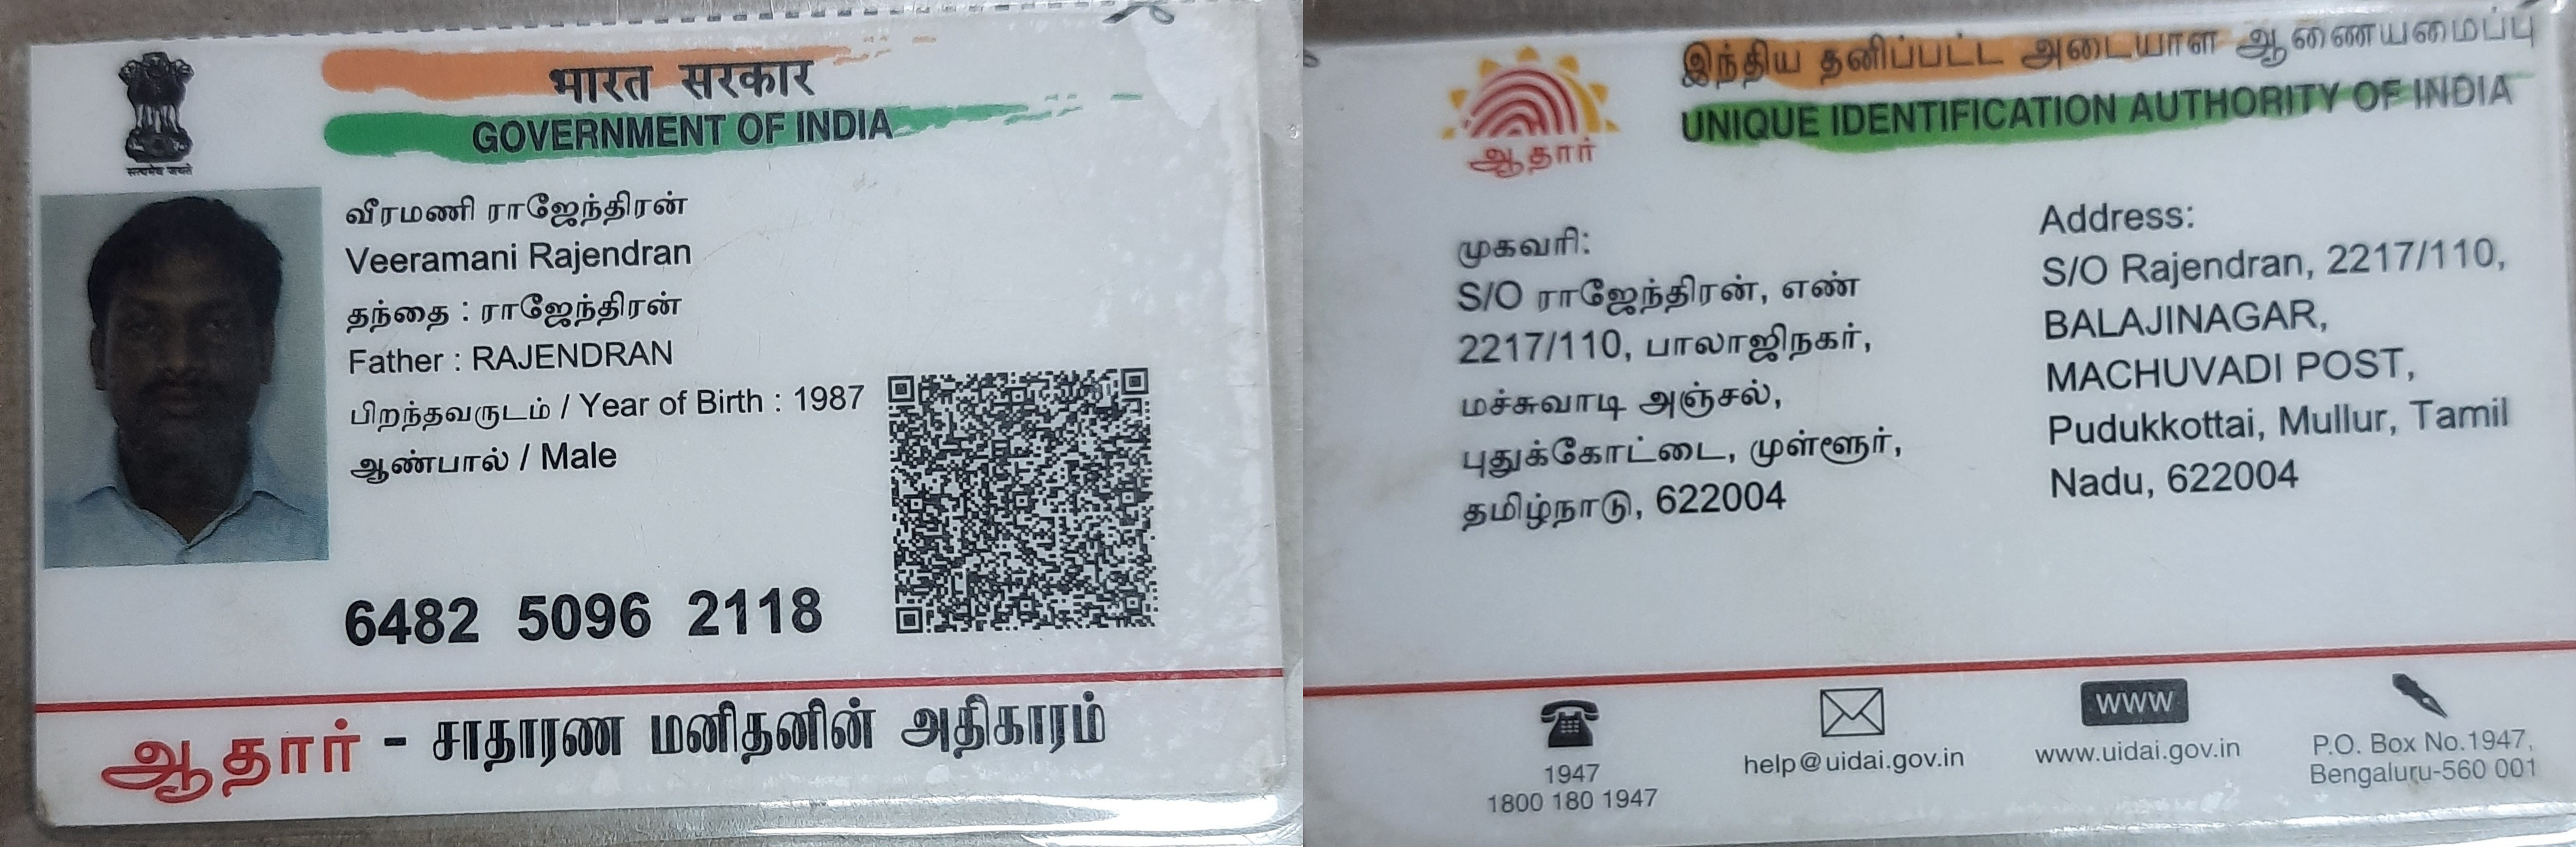 भारत सरकार
GOVERNMENT OF INDIA
सत्यमेव जयते
வீரமணி ராஜேந்திரன்
Veeramani Rajendran
தந்தை : ராஜேந்திரன்
Father : RAJENDRAN
பிறந்தவருடம் / Year of Birth : 1987
ஆண்பால் / Male
6482 5096 2118
ஆதார் - சாதாரண மனிதனின் அதிகாரம்
இந்திய தனிப்பட்ட அடையாள ஆணையமைப்பு
UNIQUE IDENTIFICATION AUTHORITY OF INDIA
ஆதார்
முகவரி:
S/O ராஜேந்திரன், எண்
2217/110, பாலாஜிநகர்,
மச்சுவாடி அஞ்சல்,
புதுக்கோட்டை, முள்ளூர்,
தமிழ்நாடு, 622004
Address:
S/O Rajendran, 2217/110,
BALAJINAGAR,
MACHUVADI POST,
Pudukkottai, Mullur, Tamil
Nadu, 622004
1947
1800 180 1947
help@uidai.gov.in
www
www.uidai.gov.in
P.O. Box No.1947,
Bengaluru-560 001